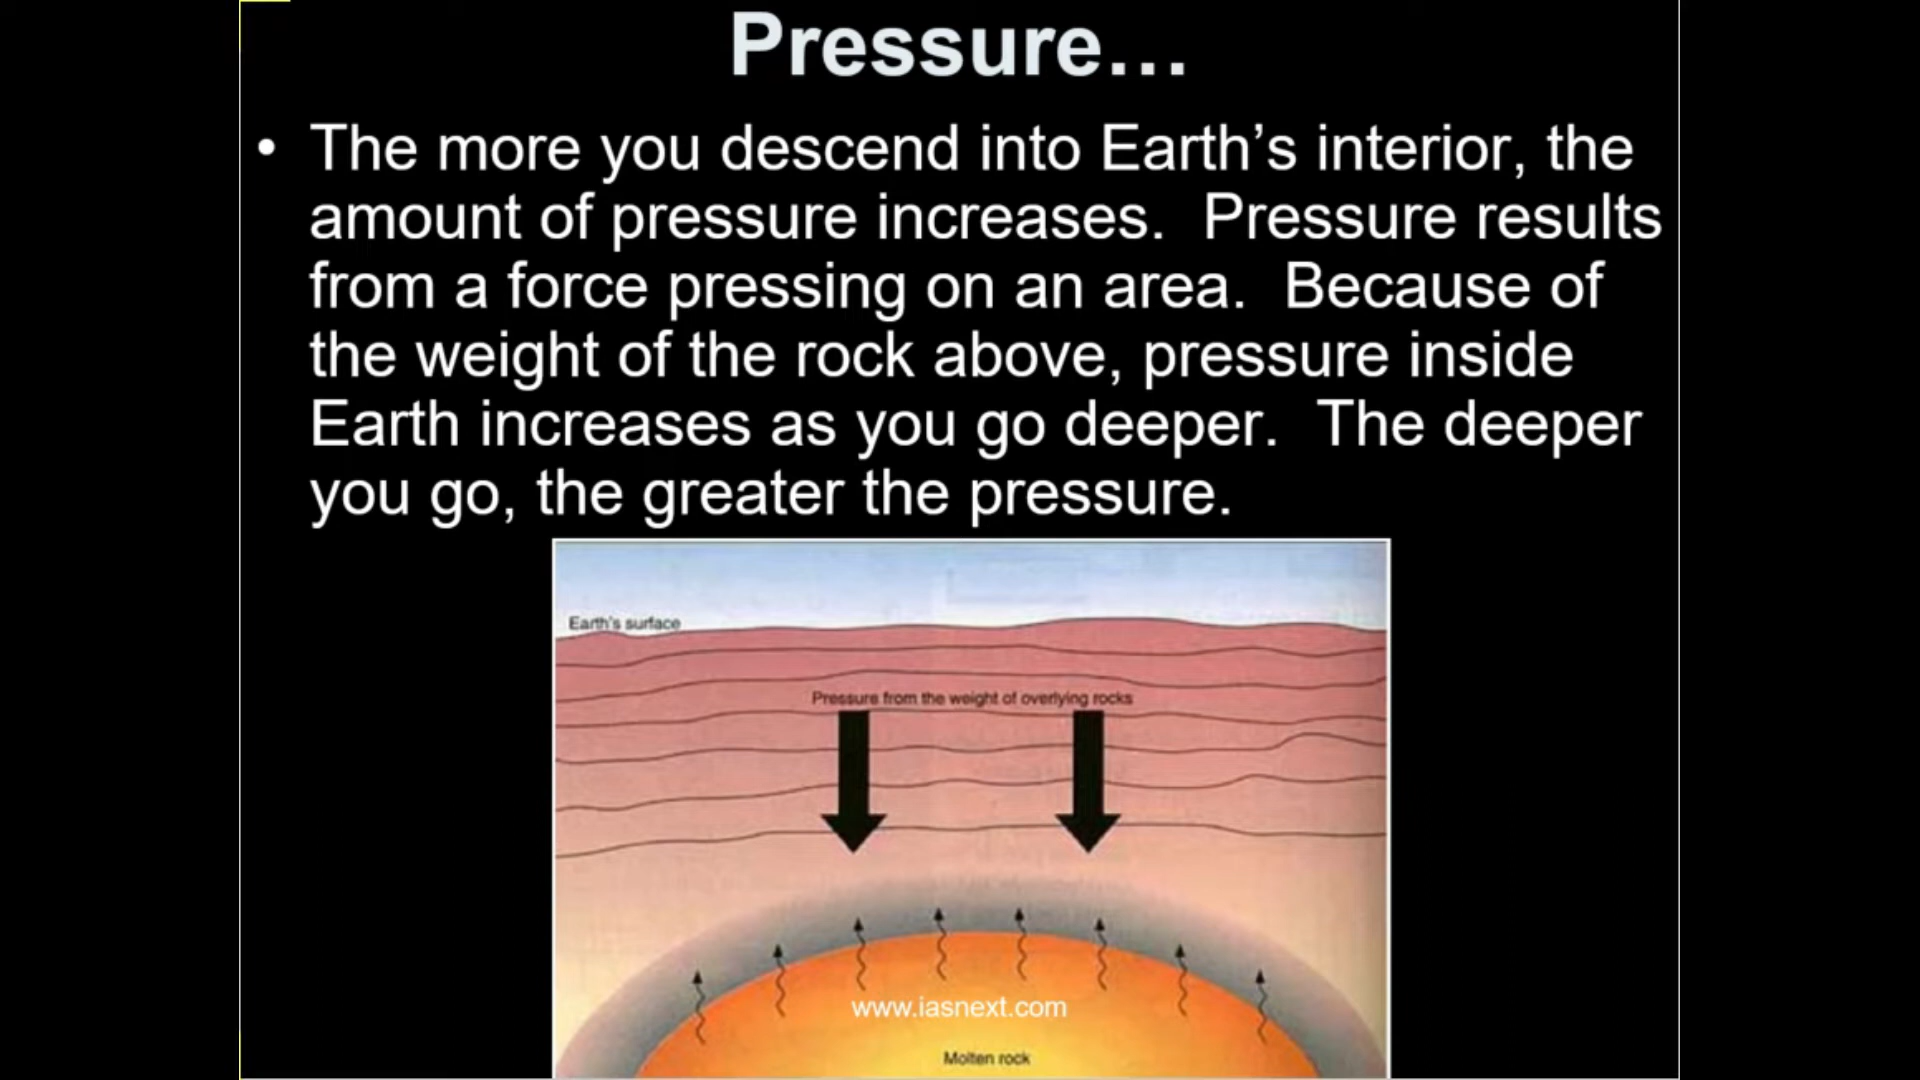 Pressure...
• The more you descend into Earth’s interior, the
amount of pressure increases.  Pressure results
from a force pressing on an area.  Because of
the weight of the rock above, pressure inside
Earth increases as you go deeper.  The deeper
you go, the greater the pressure.
Earth's surface
Pressure from the weight of overlying rocks
www.iasnext.com
Molten rock